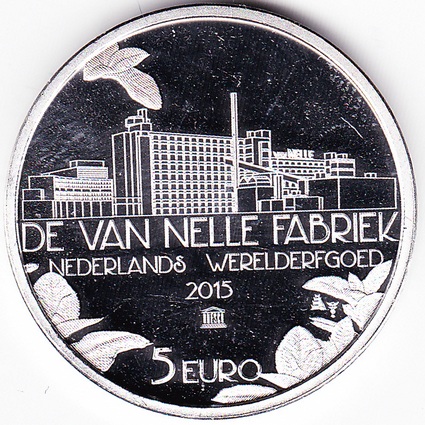 NELLE
DE VAN NELLE FABRIEK
NEDERLANDS WERELDERFGOED
2015
5 EURO